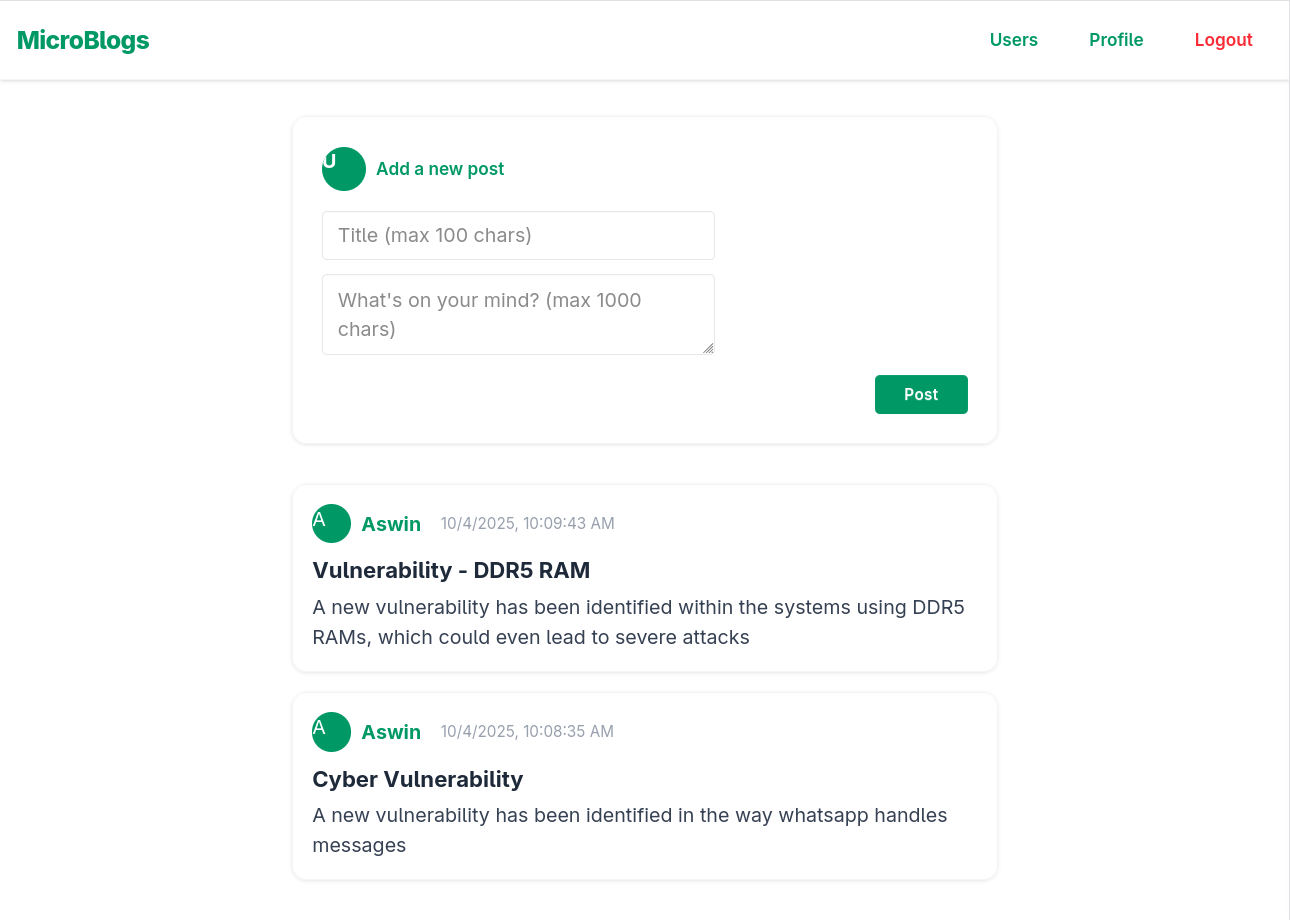 MicroBlogs
Users
Profile
Logout
U
Add a new post
Title (max 100 chars)
What's on your mind? (max 1000
chars)
Post
A
Aswin
10/4/2025, 10:09:43 AM
Vulnerability - DDR5 RAM
A new vulnerability has been identified within the systems using DDR5
RAMs, which could even lead to severe attacks
A
Aswin
10/4/2025, 10:08:35 AM
Cyber Vulnerability
A new vulnerability has been identified in the way whatsapp handles
messages